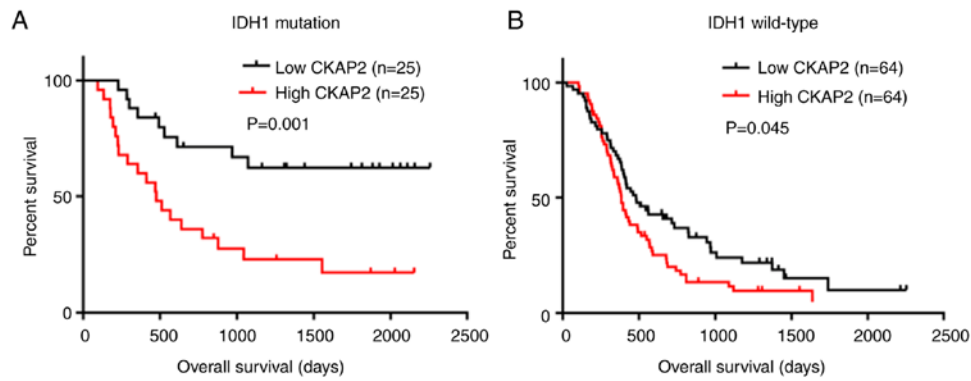 A
IDH1 mutation
Low CKAP2 (n=25)
High CKAP2 (n=25)
P=0.001
Percent survival
100
50
0
0 500 1000 1500 2000 2500
Overall survival (days)
B
IDH1 wild-type
Low CKAP2 (n=64)
High CKAP2 (n=64)
P=0.045
Percent survival
100
50
0
0 500 1000 1500 2000 2500
Overall survival (days)